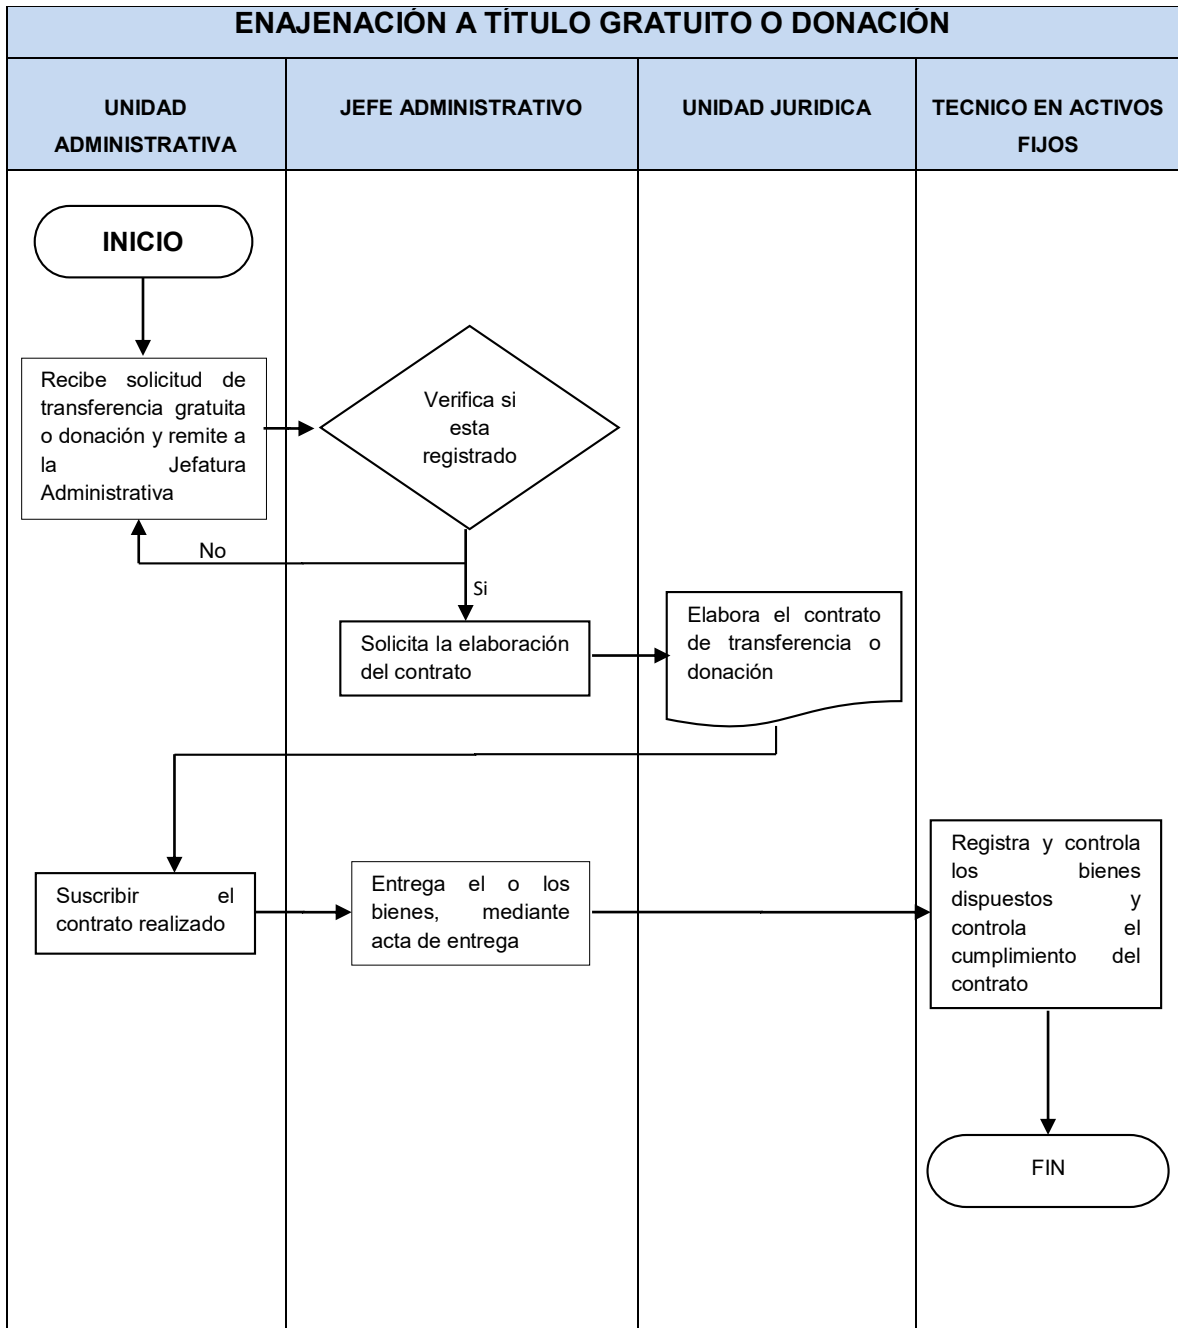 ENAJENACIÓN A TÍTULO GRATUITO O DONACIÓN
UNIDAD
ADMINISTRATIVA
JEFE ADMINISTRATIVO
UNIDAD JURIDICA
TECNICO EN ACTIVOS
FIJOS
INICIO
Recibe solicitud de
transferencia gratuita
o donación y remite a
la Jefatura
Administrativa
Verifica si
esta
registrado
No
Si
Solicita la elaboración
del contrato
Elabora el contrato
de transferencia o
donación
Suscribir el
contrato realizado
Entrega el o los
bienes, mediante
acta de entrega
Registra y controla
los bienes
dispuestos y
controla el
cumplimiento del
contrato
FIN